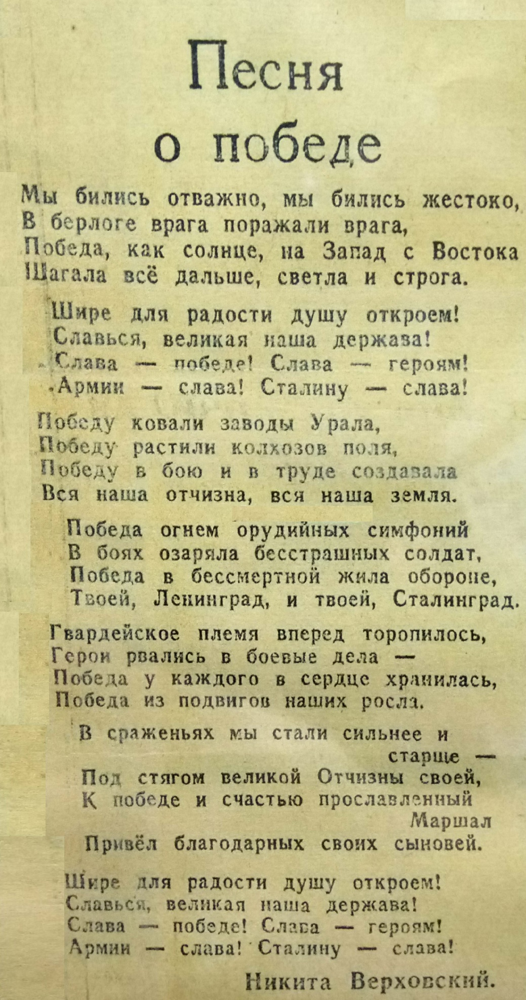 Песня
о победе
Мы бились отважно, мы бились жестоко,
В берлоге врага поражали врага,
Победа, как солнце, на Запад с Востока
Шагала всё дальше, светла и строга.
Шире для радости душу откроем!
Славься, великая наша держава!
Слава — победе! Слава — героям!
Армии — слава! Сталину — слава!
Победу ковали заводы Урала,
Победу растили колхозов поля,
Победу в бою и в труде создавала
Вся наша отчизна, вся наша земля.
Победа огнем орудийных симфоний
В боях озаряла бесстрашных солдат,
Победа в бессмертной жила обороне,
Твоей, Ленинград, и твоей, Сталинград.
Гвардейское племя вперед торопилось,
Герои рвались в боевые дела —
Победа у каждого в сердце хранилась,
Победа из подвигов наших росла.
В сраженьях мы стали сильнее и
старше —
Под стягом великой Отчизны своей,
К победе и счастью прославленный
Маршал
Привёл благодарных своих сыновей.
Шире для радости душу откроем!
Славься, великая наша держава!
Слава — победе! Слава — героям!
Армии — слава! Сталину — слава!
Никита Верховский.